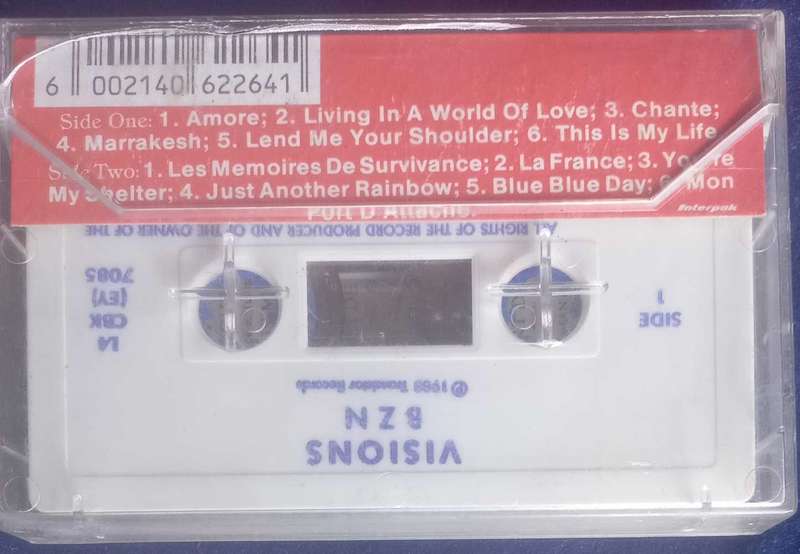 6 002140 622641
Side One: 1. Amore; 2. Living In A World Of Love; 3. Chante;
4. Marrakesh; 5. Lend Me Your Shoulder; 6. This Is My Life
Side Two: 1. Les Memoires De Survivance; 2. La France; 3. You're
My Shelter; 4. Just Another Rainbow; 5. Blue Blue Day; 6. Mon
Port D'Attache.
Interpak
ALL RIGHTS OF THE RECORD PRODUCER AND OF THE OWNER OF THE
L4
CBK
(EY)
7085
SIDE
1
℗ 1988 Translator Records
BZN
VISIONS